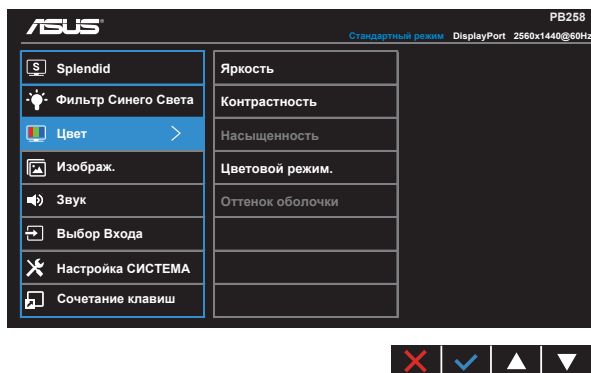 ASUS
PB258
Стандартный режим DisplayPort 2560x1440@60Hz
S Splendid
Фильтр Синего Света
Цвет
Изображ.
Звук
Выбор Входа
Настройка СИСТЕМА
Сочетание клавиш
Яркость
Контрастность
Насыщенность
Цветовой режим.
Оттенок оболочки